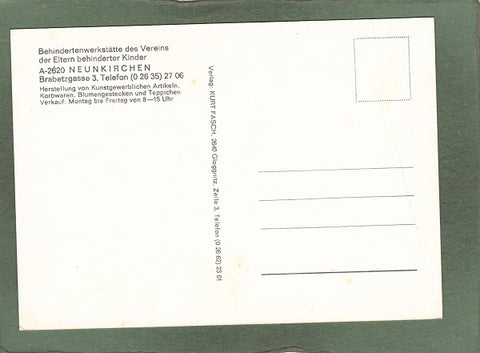 Behindertenwerkstätte des Vereins
der Eltern behinderter Kinder
A-2620 NEUNKIRCHEN
Brabetzgasse 3, Telefon (0 26 35) 27 06
Herstellung von Kunstgewerblichen Artikeln,
Korbwaren, Blumengestecken und Teppichen
Verkauf: Montag bis Freitag von 8—15 Uhr
Verlag: KURT FASCH, 2640 Gloggnitz, Zeile 3, Telefon (0 26 62) 23 01